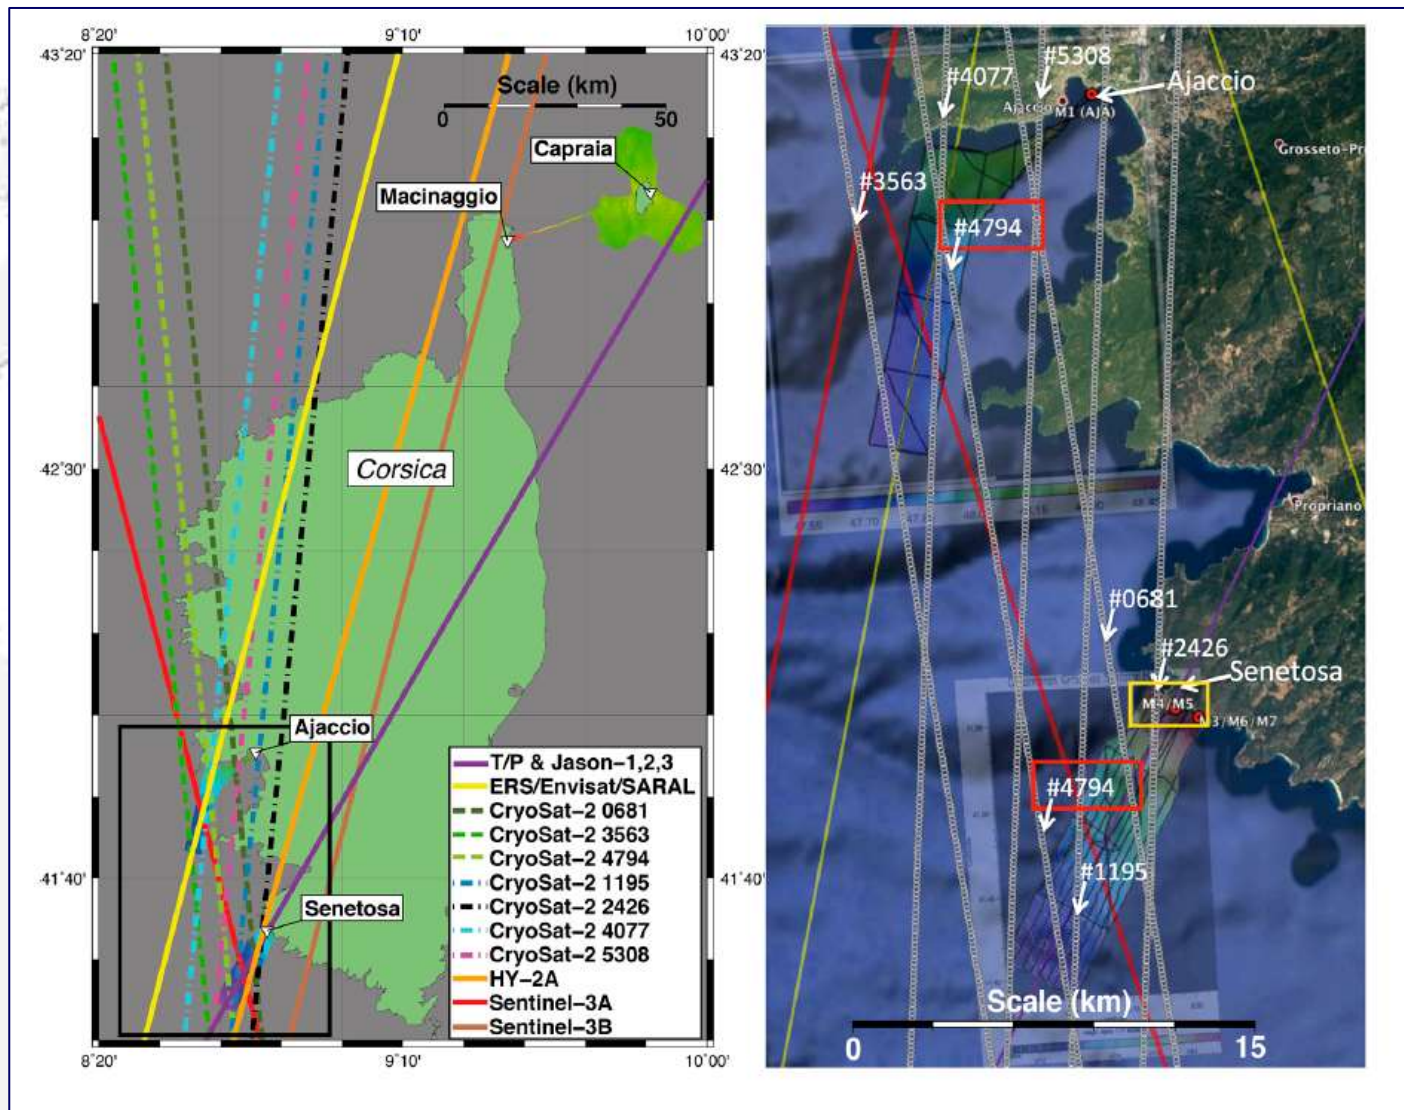 8˚20'
9˚10'
10˚00'
43˚20'
43˚20'
Scale (km)
0
50
Capraia
Macinaggio
42˚30'
42˚30'
Corsica
Ajaccio
T/P & Jason–1,2,3
ERS/Envisat/SARAL
CryoSat–2 0681
CryoSat–2 3563
CryoSat–2 4794
CryoSat–2 1195
CryoSat–2 2426
CryoSat–2 4077
CryoSat–2 5308
HY–2A
Sentinel–3A
Sentinel–3B
Senetosa
41˚40'
41˚40'
8˚20'
9˚10'
10˚00'
#5308
#4077
Ajaccio
Ajaccio
M1 (AJA)
Grosseto-Pr
#3563
#4794
Propriano
#0681
#2426
Senetosa
M4/M5
M3/M6/M7
#4794
#1195
Scale (km)
0
15